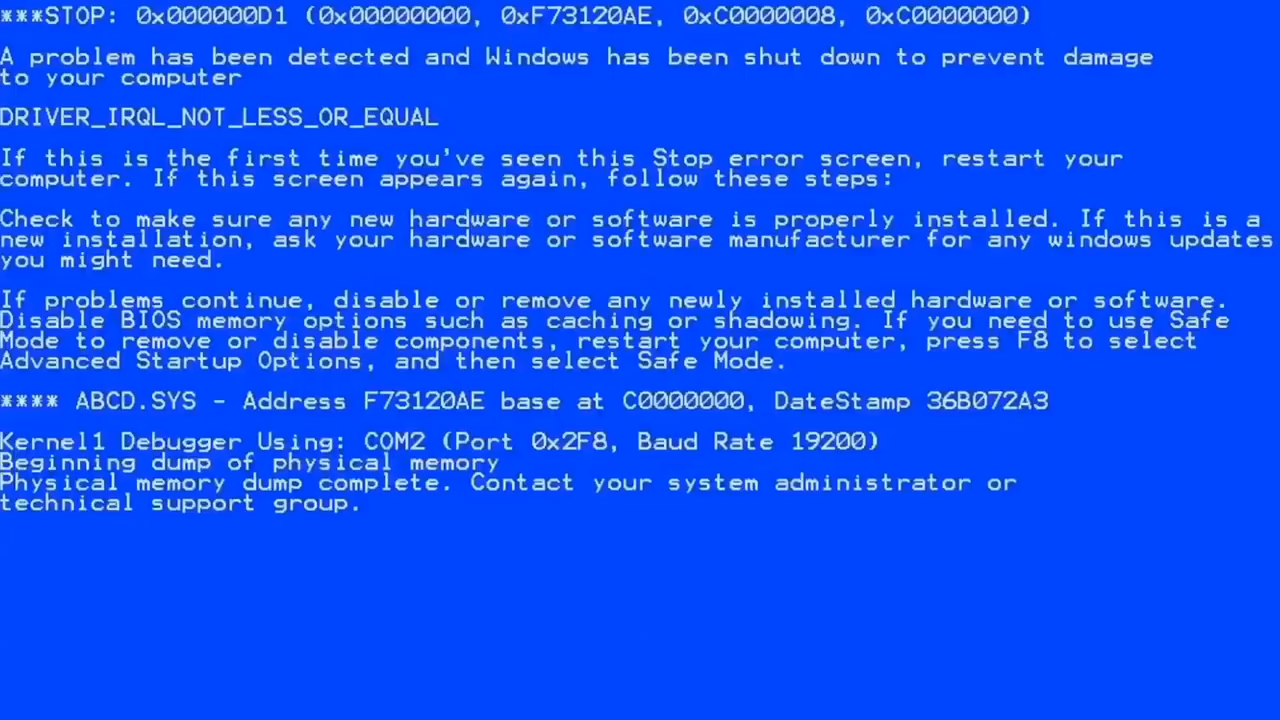 ***STOP: 0x000000D1 (0x00000000, 0xF73120AE, 0xC0000008, 0xC0000000)
A problem has been detected and Windows has been shut down to prevent damage
to your computer
DRIVER_IRQL_NOT_LESS_OR_EQUAL
If this is the first time you've seen this Stop error screen, restart your
computer. If this screen appears again, follow these steps:
Check to make sure any new hardware or software is properly installed. If this is a
new installation, ask your hardware or software manufacturer for any windows updates
you might need.
If problems continue, disable or remove any newly installed hardware or software.
Disable BIOS memory options such as caching or shadowing. If you need to use Safe
Mode to remove or disable components, restart your computer, press F8 to select
Advanced Startup Options, and then select Safe Mode.
**** ABCD.SYS - Address F73120AE base at C0000000, DateStamp 36B072A3
Kernel1 Debugger Using: COM2 (Port 0x2F8, Baud Rate 19200)
Beginning dump of physical memory
Physical memory dump complete. Contact your system administrator or
technical support group.